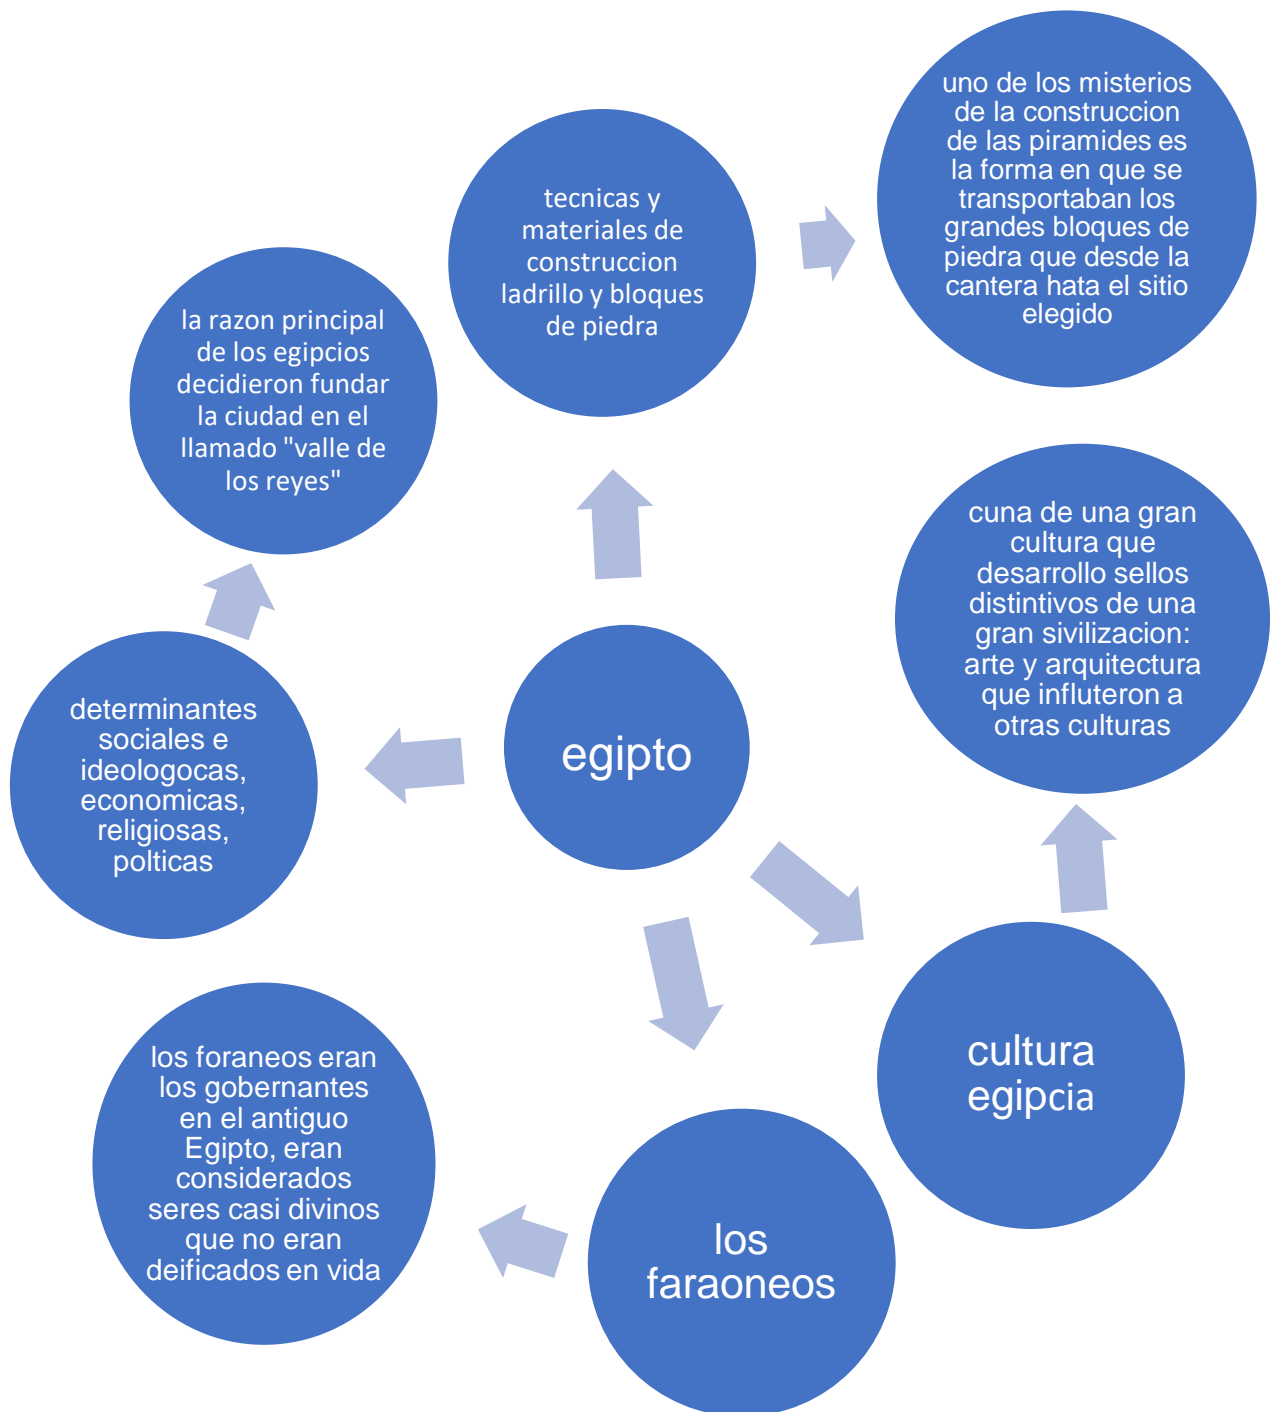 uno de los misterios
de la construccion
de las piramides es
la forma en que se
transportaban los
grandes bloques de
piedra que desde la
cantera hata el sitio
elegido
tecnicas y
materiales de
construccion
ladrillo y bloques
de piedra
la razon principal
de los egipcios
decidieron fundar
la ciudad en el
llamado "valle de
los reyes"
cuna de una gran
cultura que
desarrollo sellos
distintivos de una
gran sivilizacion:
arte y arquitectura
que influteron a
otras culturas
determinantes
sociales e
ideologocas,
economicas,
religiosas,
polticas
egipto
cultura
egipcia
los foraneos eran
los gobernantes
en el antiguo
Egipto, eran
considerados
seres casi divinos
que no eran
deificados en vida
los
faraoneos